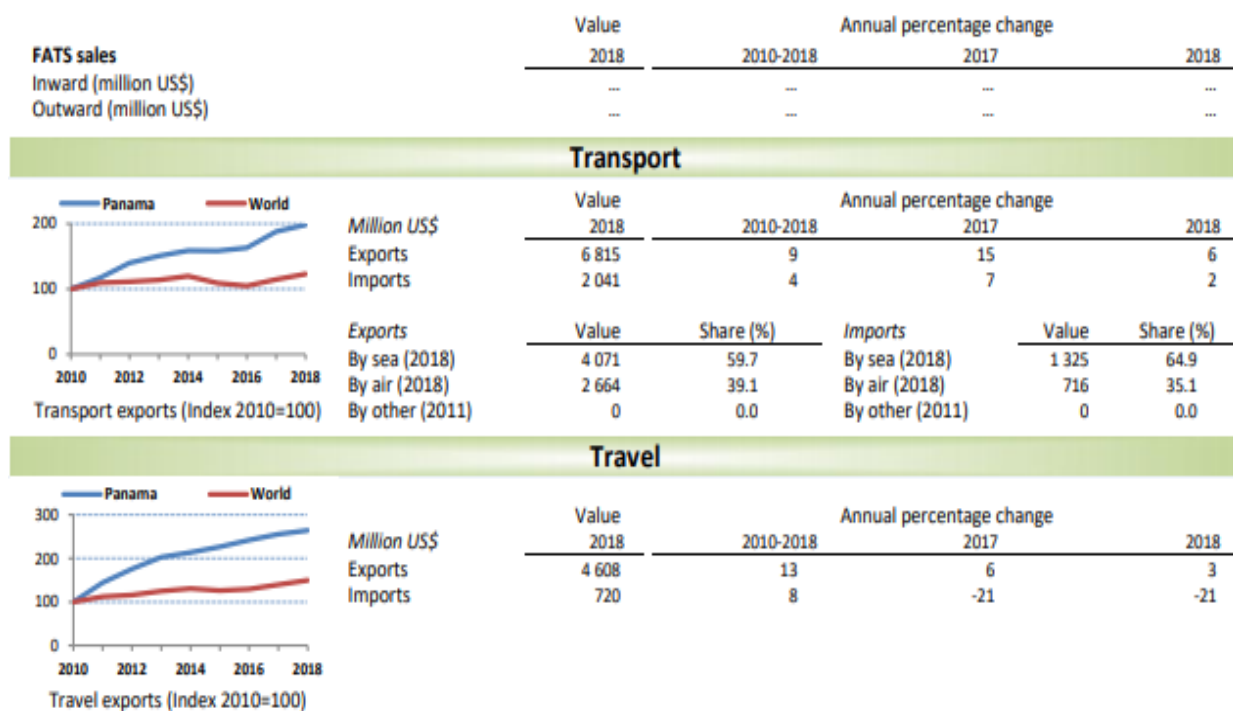 Value Annual percentage change
FATS sales 2018 2010-2018 2017 2018
Inward (million US$) ... ... ... ...
Outward (million US$) ... ... ... ...
Transport
Panama World
200
100
0
2010 2012 2014 2016 2018
Transport exports (Index 2010=100)
Value Annual percentage change
Million US$ 2018 2010-2018 2017 2018
Exports 6 815 9 15 6
Imports 2 041 4 7 2
Exports Value Share (%) Imports Value Share (%)
By sea (2018) 4 071 59.7 By sea (2018) 1 325 64.9
By air (2018) 2 664 39.1 By air (2018) 716 35.1
By other (2011) 0 0.0 By other (2011) 0 0.0
Travel
Panama World
300
200
100
0
2010 2012 2014 2016 2018
Travel exports (Index 2010=100)
Value Annual percentage change
Million US$ 2018 2010-2018 2017 2018
Exports 4 608 13 6 3
Imports 720 8 -21 -21